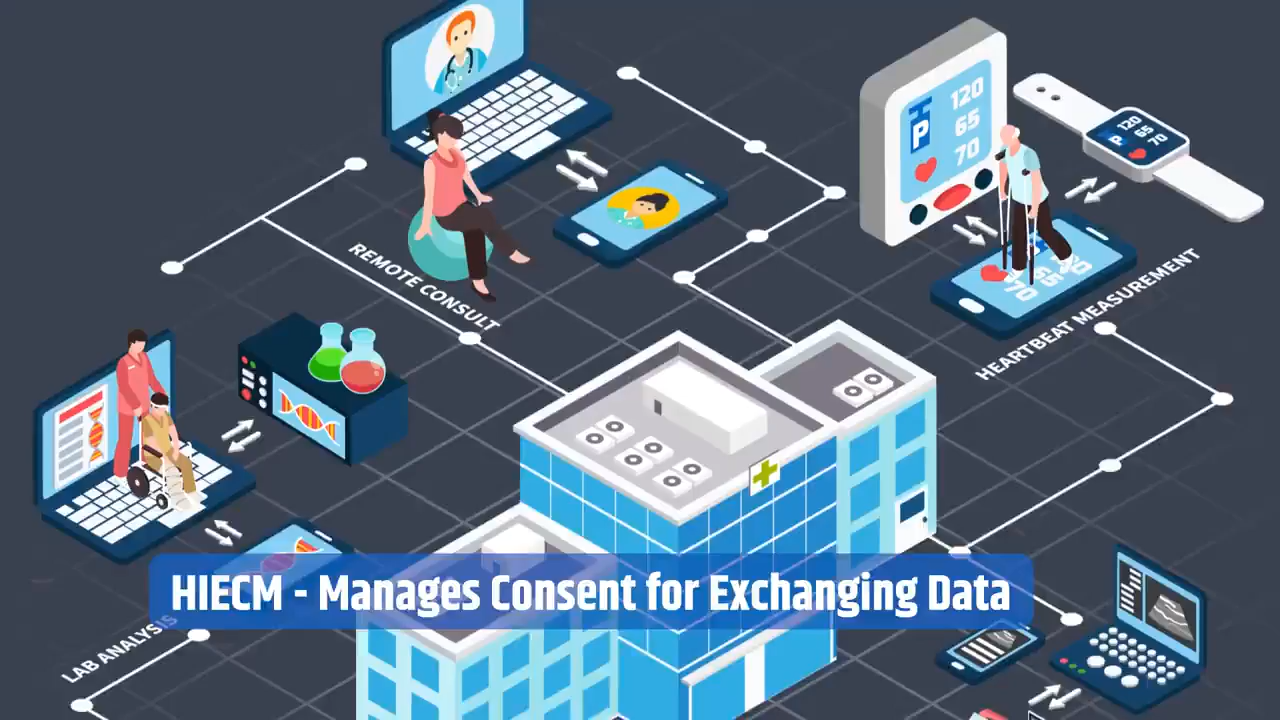 P
120
65
70
P
120
65
70
REMOTE CONSULT
HEARTBEAT MEASUREMENT
HIECM - Manages Consent for Exchanging Data
LAB ANALYSIS